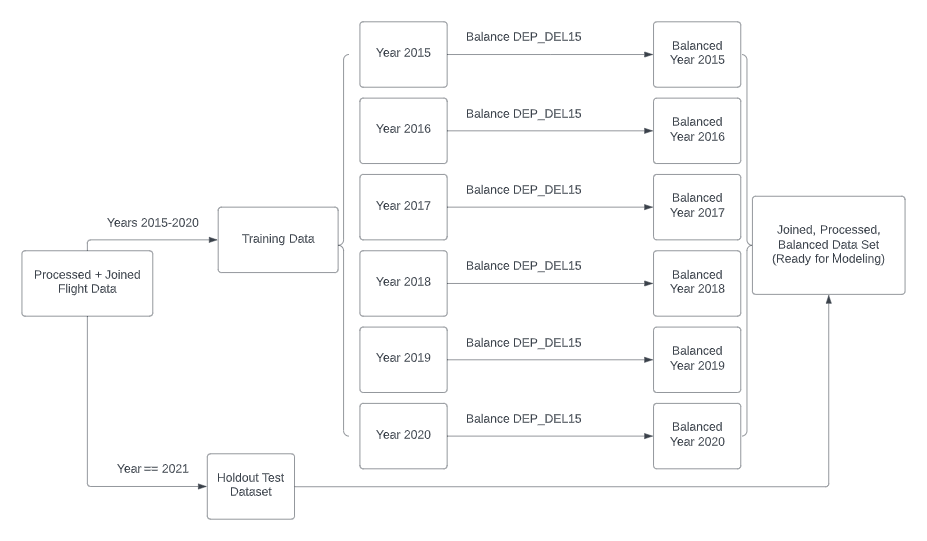 Processed + Joined
Flight Data
Years 2015-2020
Training Data
Year 2015
Balance DEP_DEL15
Balanced
Year 2015
Year 2016
Balance DEP_DEL15
Balanced
Year 2016
Year 2017
Balance DEP_DEL15
Balanced
Year 2017
Year 2018
Balance DEP_DEL15
Balanced
Year 2018
Year 2019
Balance DEP_DEL15
Balanced
Year 2019
Year 2020
Balance DEP_DEL15
Balanced
Year 2020
Joined, Processed,
Balanced Data Set
(Ready for Modeling)
Year == 2021
Holdout Test
Dataset